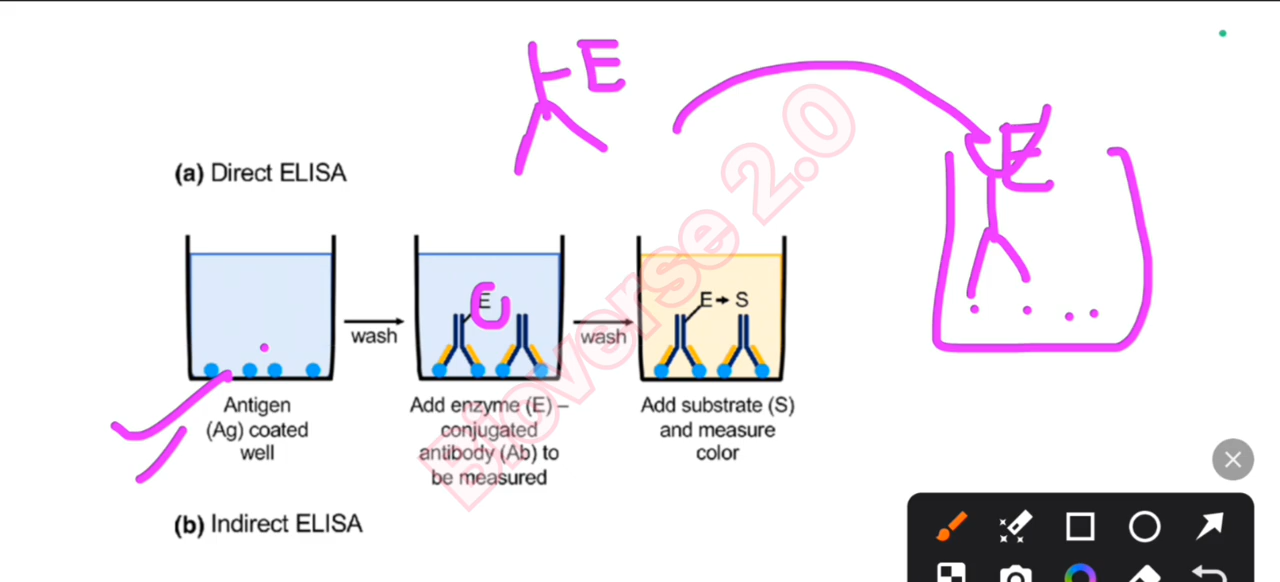 E
(a) Direct ELISA
E
E
E → S
wash
wash
Antigen
(Ag) coated
well
Add enzyme (E) –
conjugated
antibody (Ab) to
be measured
Add substrate (S)
and measure
color
(b) Indirect ELISA
Bioverse 2.0